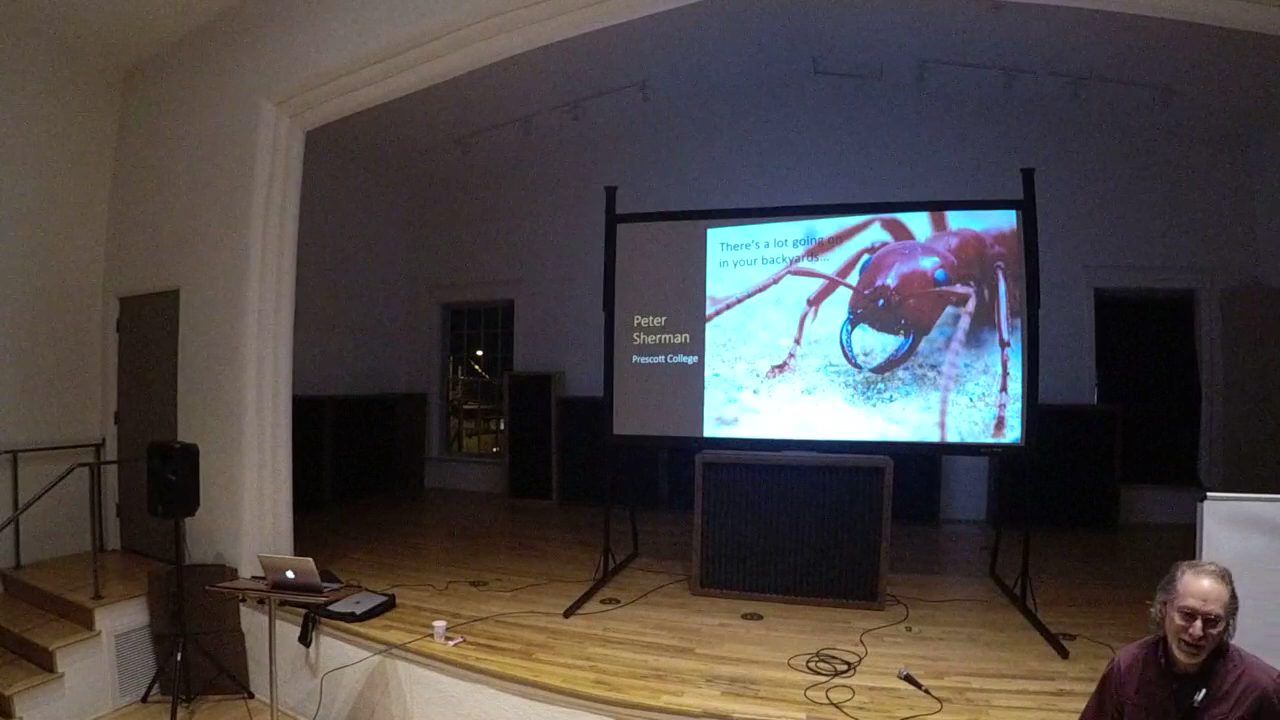 There's a lot going on
in your backyards...
Peter
Sherman
Prescott College